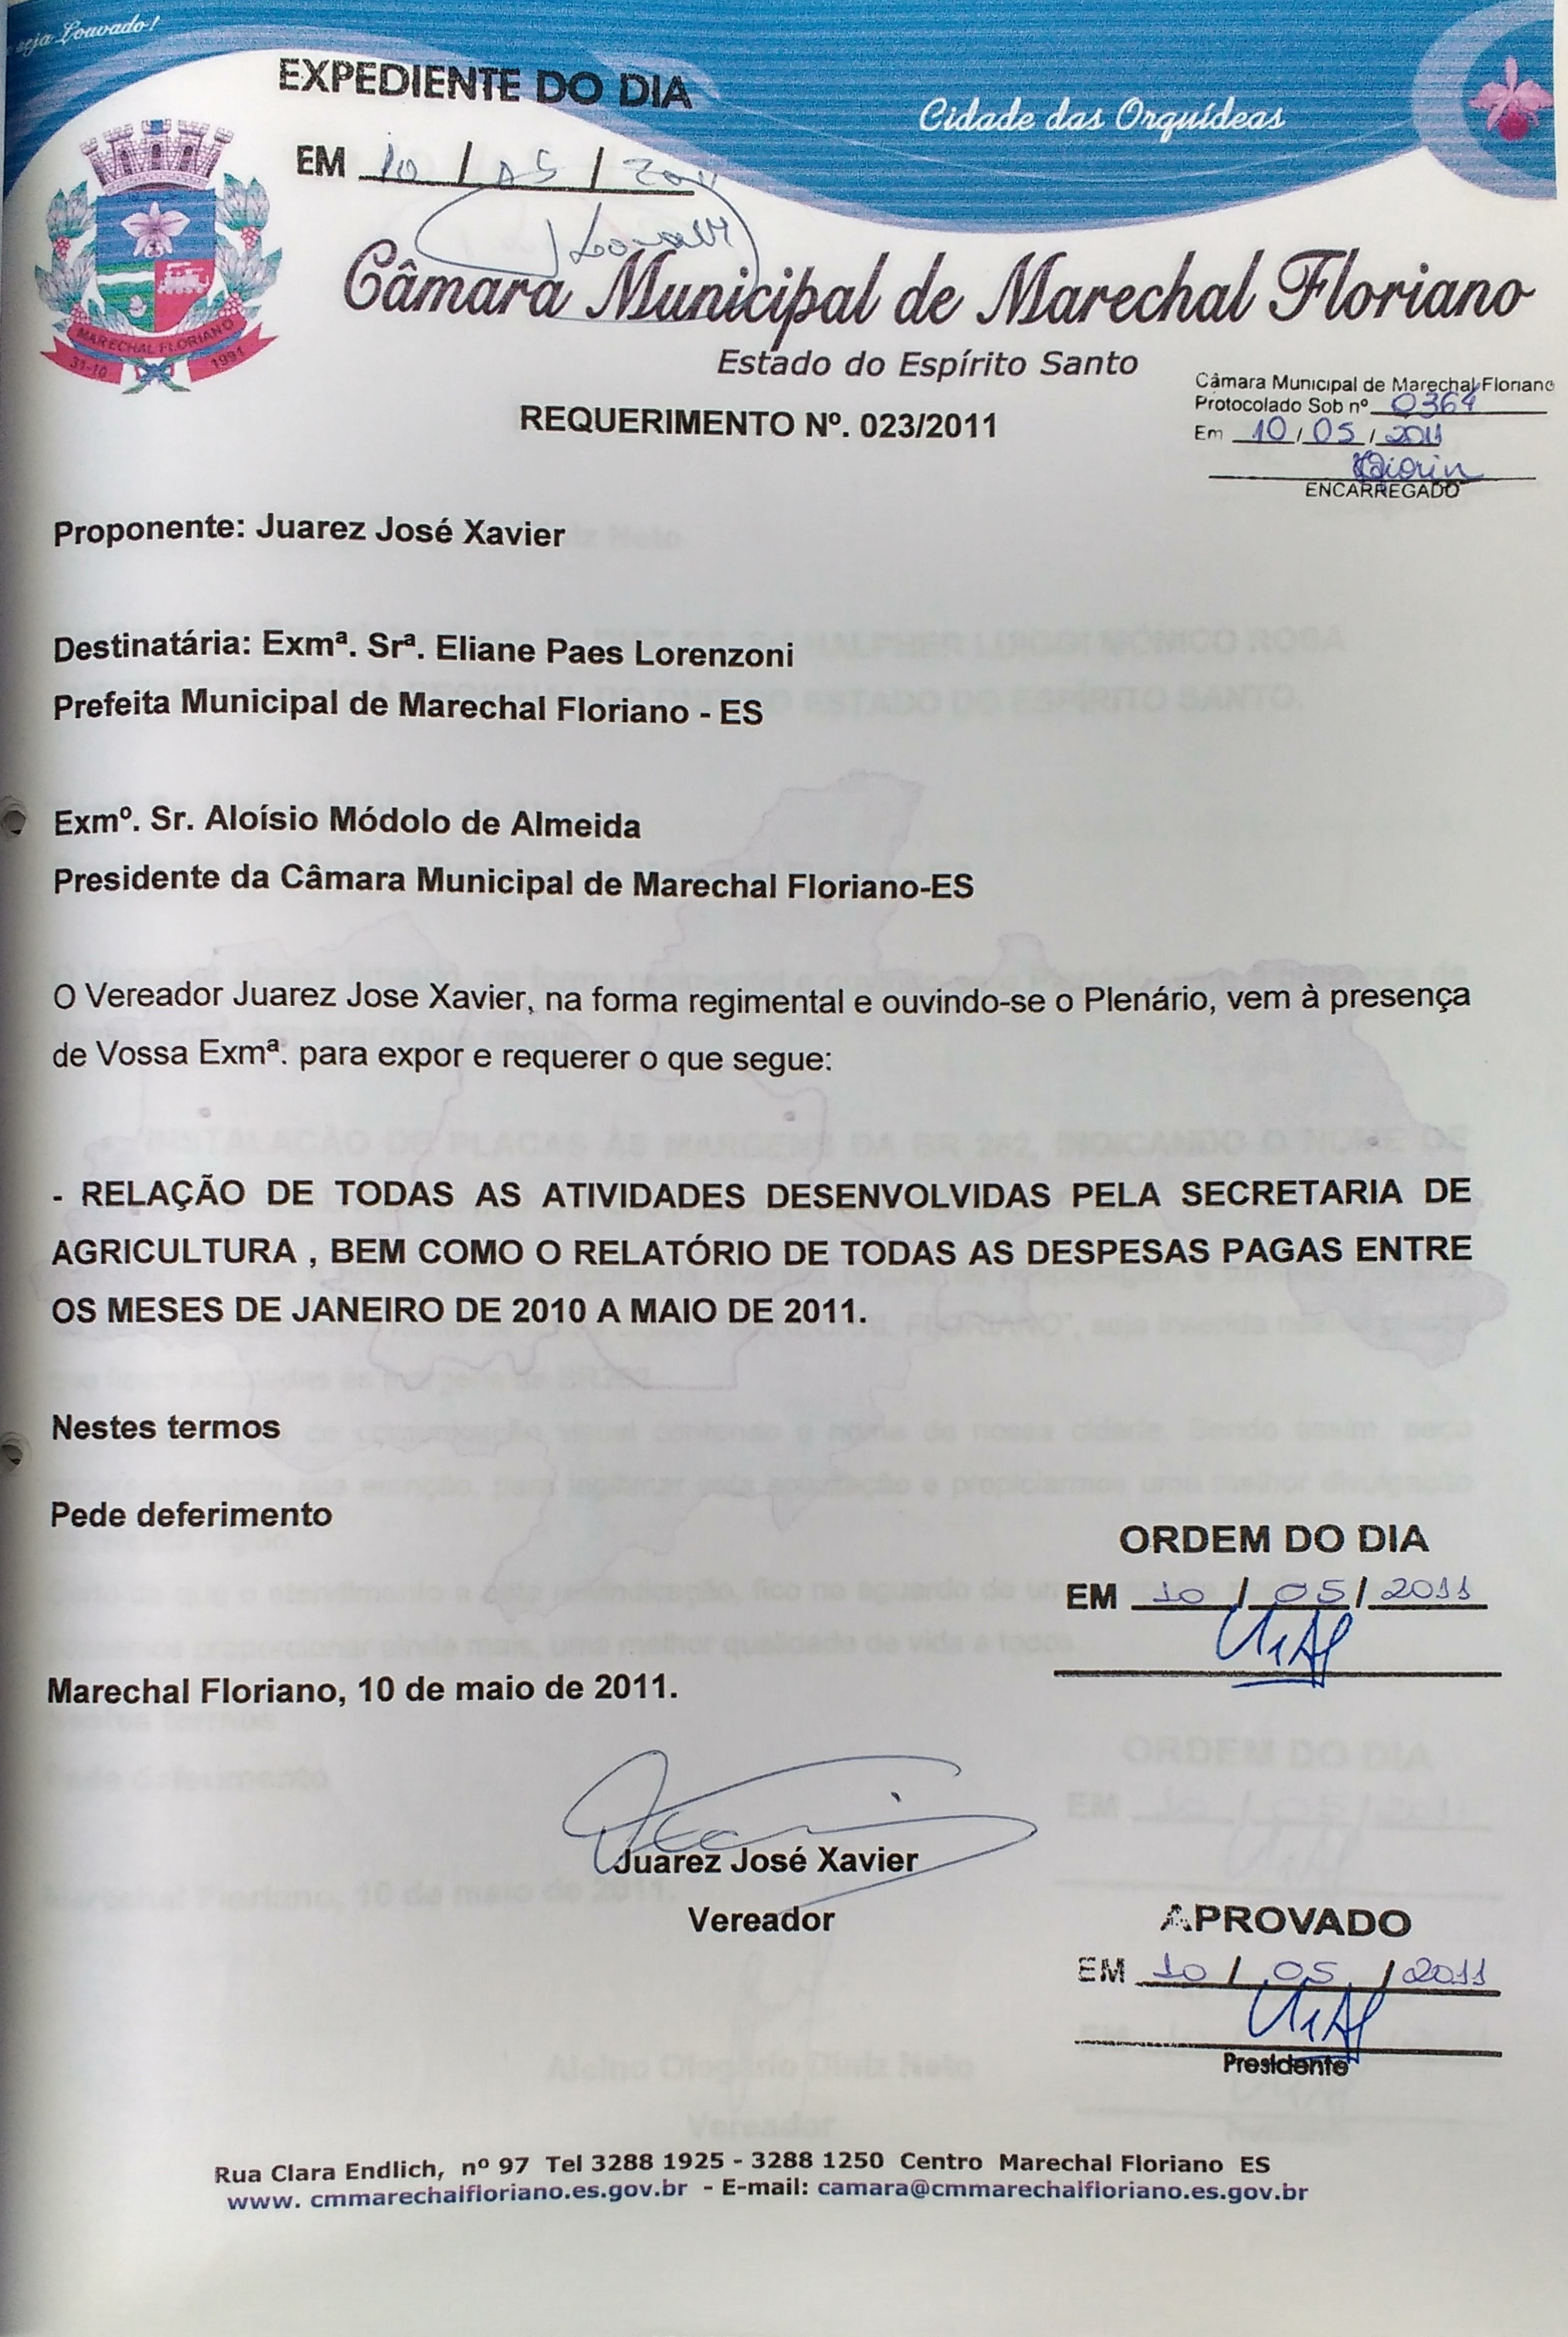 seja Louvado!
EXPEDIENTE DO DIA
Cidade das Orquídeas
EM 10 / 05 / 2011
Câmara Municipal de Marechal Floriano
MARECHAL FLORIANO
31-10 1991
Estado do Espírito Santo
Câmara Municipal de Marechal Floriano
Protocolado Sob nº 0364
Em 10 / 05 / 2011
ENCARREGADO
REQUERIMENTO Nº. 023/2011
Proponente: Juarez José Xavier
Destinatária: Exmª. Srª. Eliane Paes Lorenzoni
Prefeita Municipal de Marechal Floriano - ES
Exmº. Sr. Aloísio Módolo de Almeida
Presidente da Câmara Municipal de Marechal Floriano-ES
O Vereador Juarez Jose Xavier, na forma regimental e ouvindo-se o Plenário, vem à presença
de Vossa Exmª. para expor e requerer o que segue:
- RELAÇÃO DE TODAS AS ATIVIDADES DESENVOLVIDAS PELA SECRETARIA DE
AGRICULTURA , BEM COMO O RELATÓRIO DE TODAS AS DESPESAS PAGAS ENTRE
OS MESES DE JANEIRO DE 2010 A MAIO DE 2011.
Nestes termos
Pede deferimento
ORDEM DO DIA
EM 10 / 05 / 2011
Marechal Floriano, 10 de maio de 2011.
Juarez José Xavier
Vereador
APROVADO
EM 10 / 05 / 2011
Presidente
Rua Clara Endlich, nº 97 Tel 3288 1925 - 3288 1250 Centro Marechal Floriano ES
www. cmmarechalfloriano.es.gov.br - E-mail: camara@cmmarechalfloriano.es.gov.br